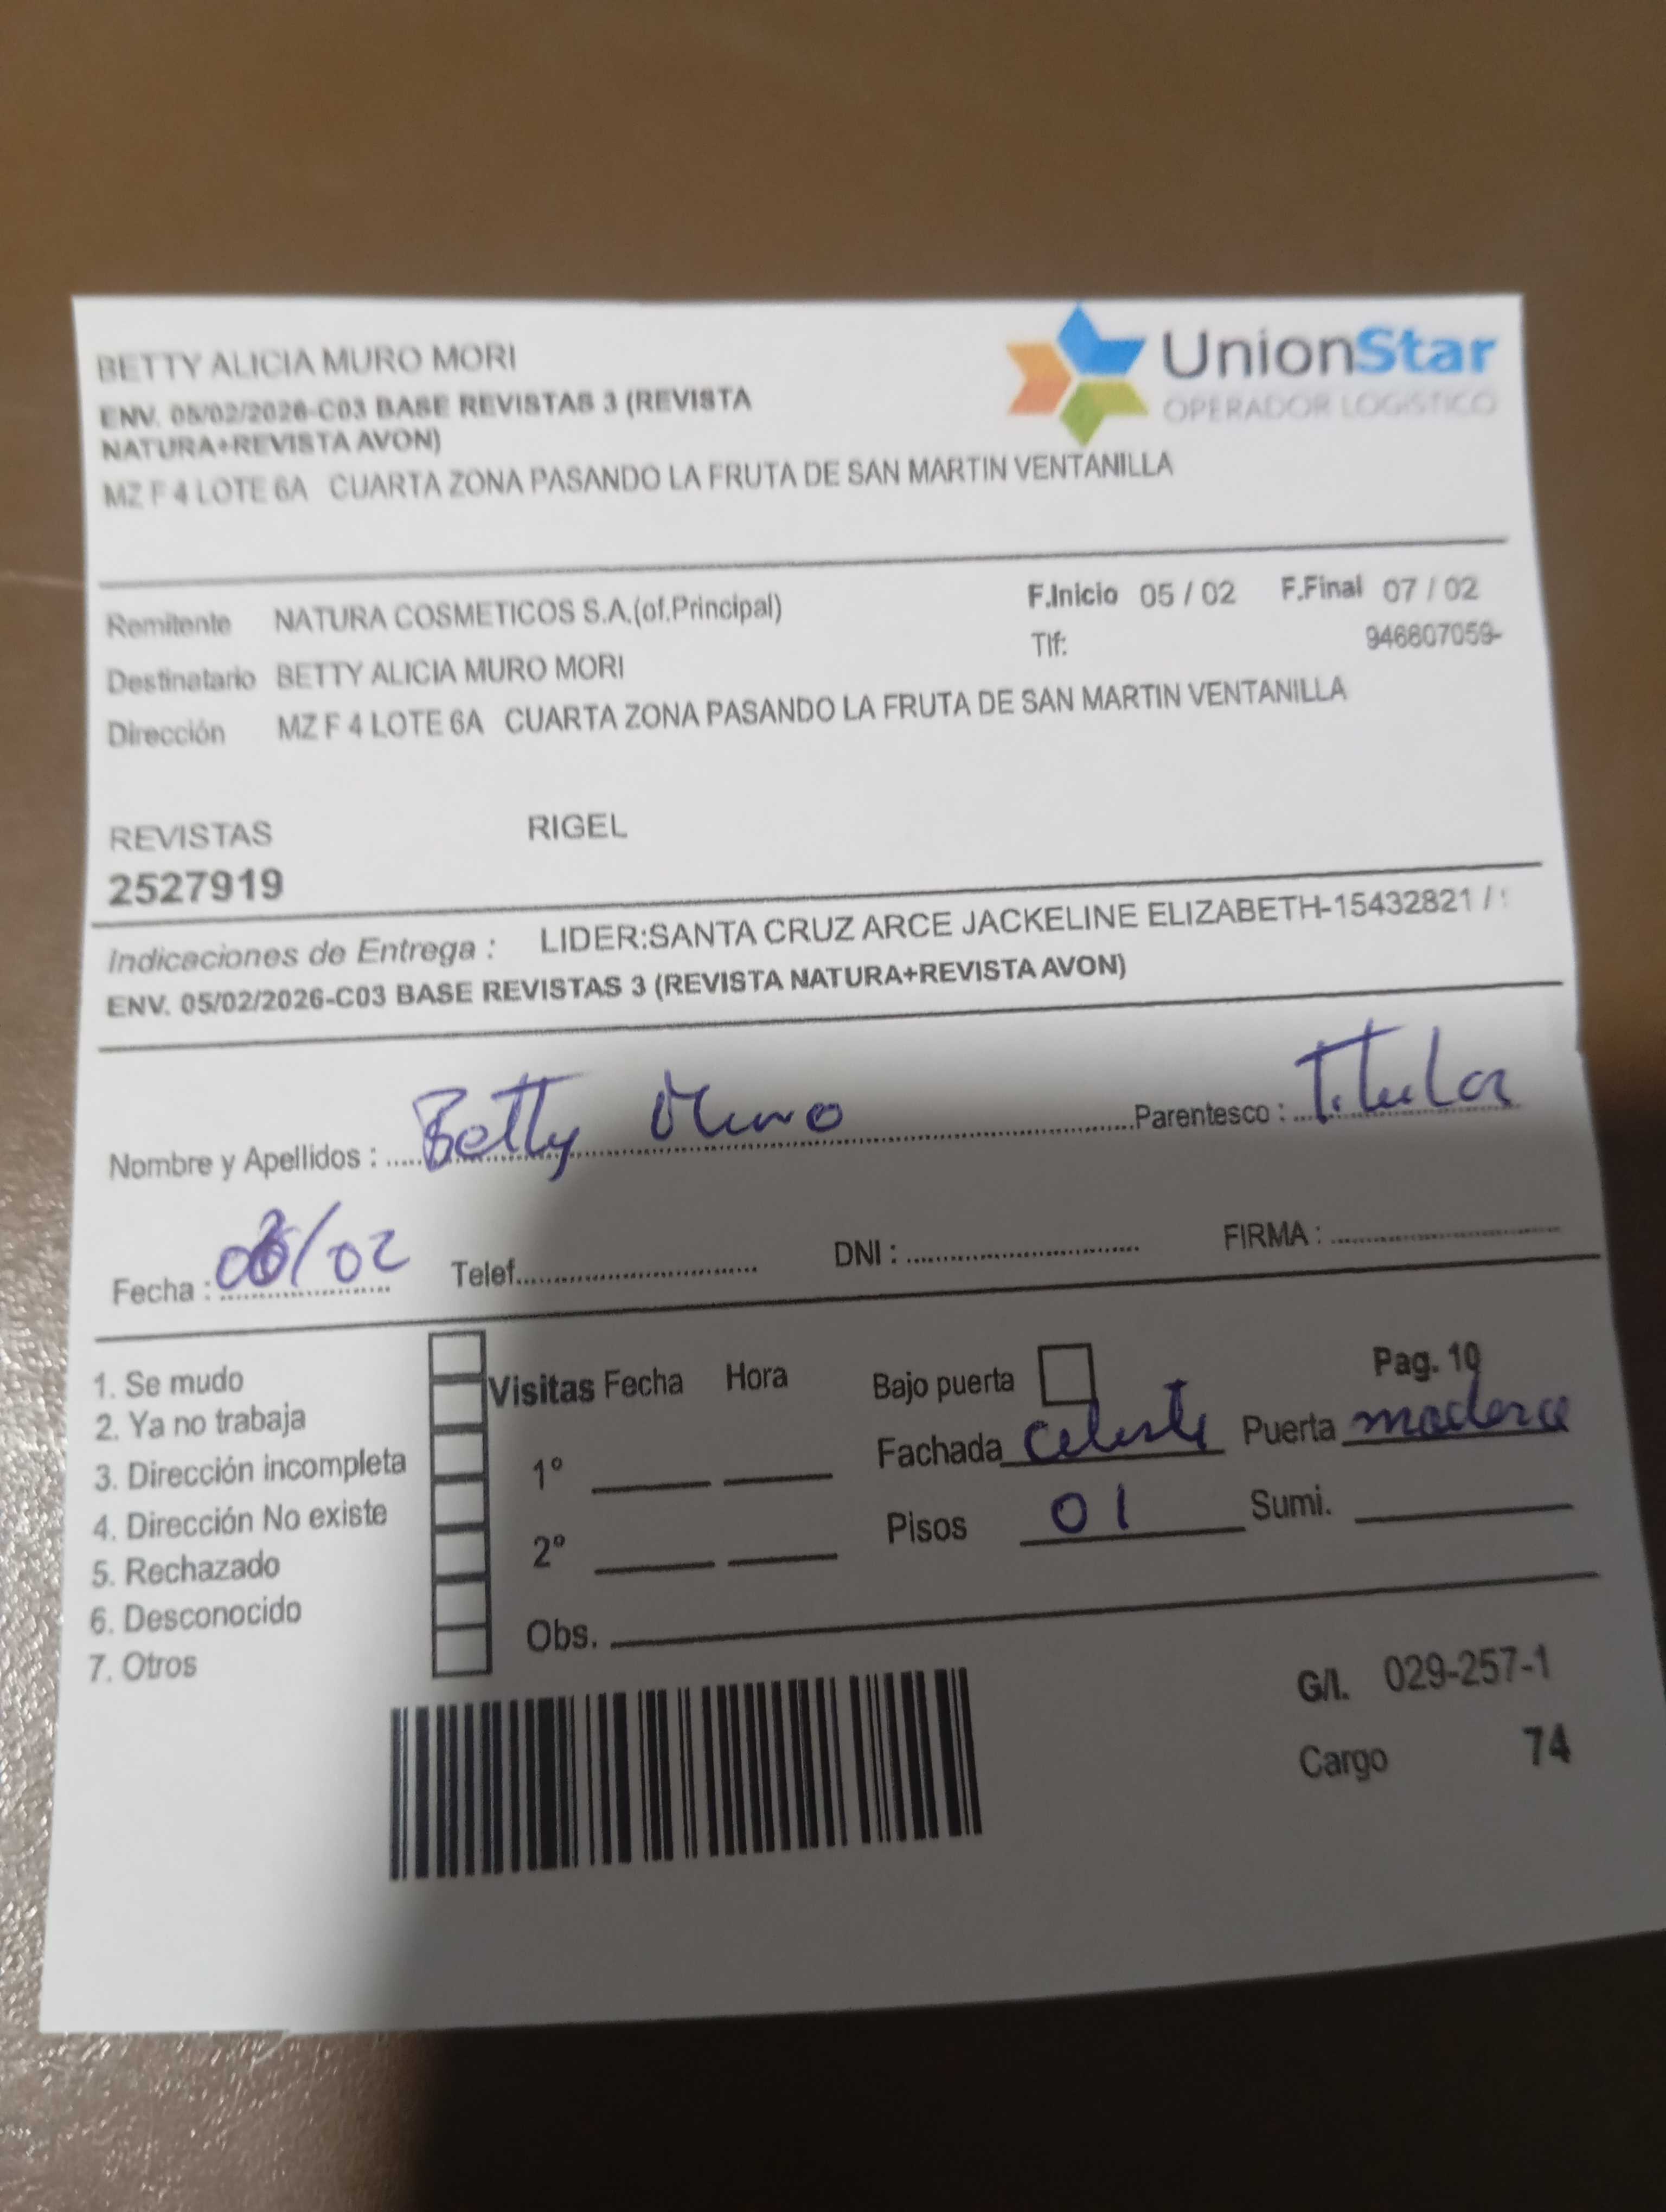 BETTY ALICIA MURO MORI
UnionStar
OPERADOR LOGISTICO
ENV. 05/02/2026-C03 BASE REVISTAS 3 (REVISTA
NATURA+REVISTA AVON)
MZ F 4 LOTE 6A CUARTA ZONA PASANDO LA FRUTA DE SAN MARTIN VENTANILLA
Remitente NATURA COSMETICOS S.A.(of.Principal) F.Inicio 05 / 02 F.Final 07 / 02
Tlf: 946607059-
Destinatario BETTY ALICIA MURO MORI
Dirección MZ F 4 LOTE 6A CUARTA ZONA PASANDO LA FRUTA DE SAN MARTIN VENTANILLA
REVISTAS RIGEL
2527919
Indicaciones de Entrega : LIDER:SANTA CRUZ ARCE JACKELINE ELIZABETH-15432821 /
ENV. 05/02/2026-C03 BASE REVISTAS 3 (REVISTA NATURA+REVISTA AVON)
Nombre y Apellidos : Betty Muro Parentesco : Titular
Fecha : Telef. DNI : FIRMA :
1. Se mudo
2. Ya no trabaja
3. Dirección incompleta
4. Dirección No existe
5. Rechazado
6. Desconocido
7. Otros
Visitas Fecha Hora
1º
2º
Obs.
Bajo puerta Pag. 10
Fachada Celeste Puerta madera
Pisos 01 Sumi.
G/I. 029-257-1
Cargo 74